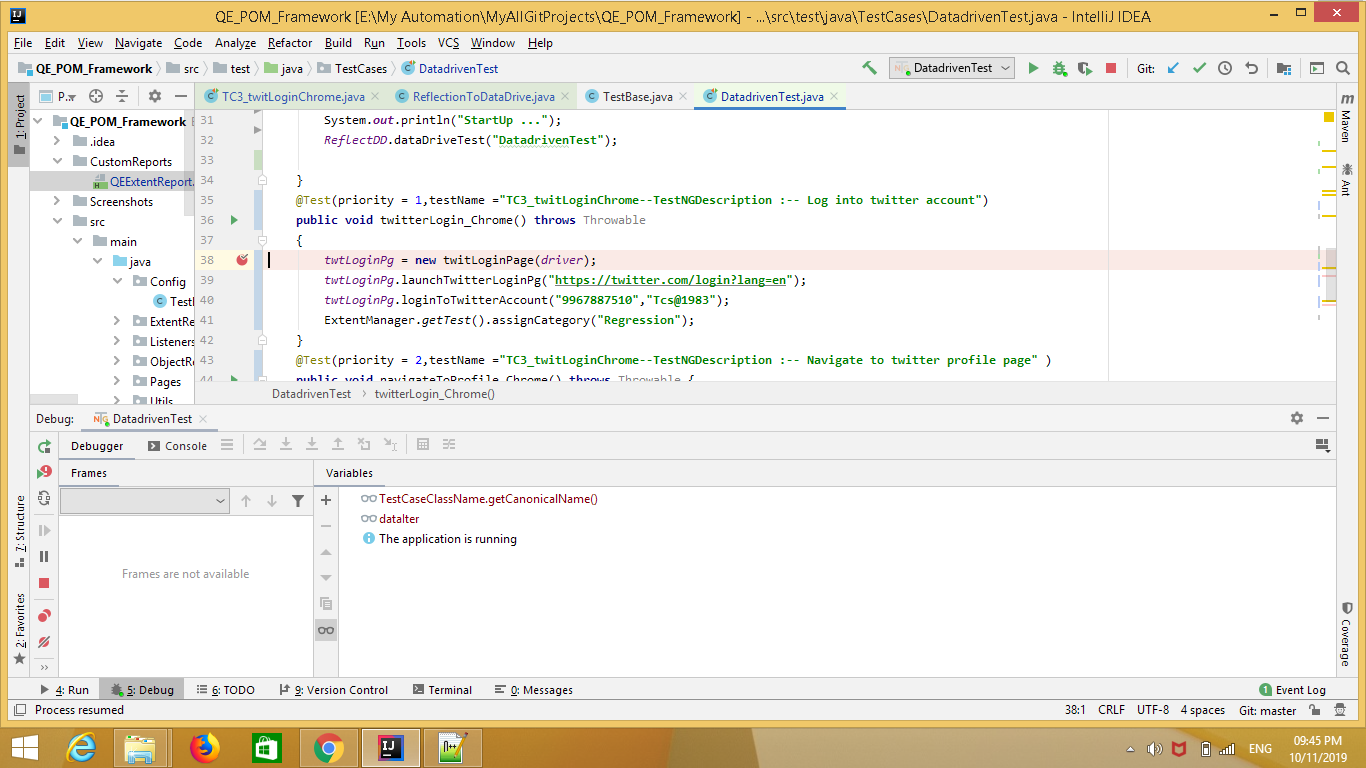 QE_POM_Framework [E:\My Automation\MyAllGitProjects\QE_POM_Framework] - ...\src\test\java\TestCases\DatadrivenTest.java - IntelliJ IDEA
File Edit View Navigate Code Analyze Refactor Build Run Tools VCS Window Help
QE_POM_Framework src test java TestCases DatadrivenTest DatadrivenTest Git:
1: Project P.. TC3_twitLoginChrome.java ReflectionToDataDrive.java TestBase.java DatadrivenTest.java Maven
QE_POM_Framework
.idea
CustomReports
QEExtentReport.
Screenshots
src
main
java
Config
Test
ExtentRe
Listeners
ObjectRe
Pages
Utils
31 System.out.println("StartUp ...");
32 ReflectDD.dataDriveTest("DatadrivenTest");
33
34 }
35 @Test(priority = 1,testName ="TC3_twitLoginChrome--TestNGDescription :-- Log into twitter account")
36 public void twitterLogin_Chrome() throws Throwable
37 {
38 twtLoginPg = new twitLoginPage(driver);
39 twtLoginPg.launchTwitterLoginPg("https://twitter.com/login?lang=en");
40 twtLoginPg.loginToTwitterAccount("9967887510","Tcs@1983");
41 ExtentManager.getTest().assignCategory("Regression");
42 }
43 @Test(priority = 2,testName ="TC3_twitLoginChrome--TestNGDescription :-- Navigate to twitter profile page" )
44 public void navigateToProfile_Chrome() throws Throwable {
Ant
DatadrivenTest twitterLogin_Chrome()
Debug: DatadrivenTest
Debugger Console
Frames Variables
TestCaseClassName.getCanonicalName()
dataIter
The application is running
Frames are not available
7: Structure
2: Favorites
Coverage
4: Run 5: Debug 6: TODO 9: Version Control Terminal 0: Messages 1 Event Log
Process resumed 38:1 CRLF UTF-8 4 spaces Git: master
ENG 09:45 PM
10/11/2019